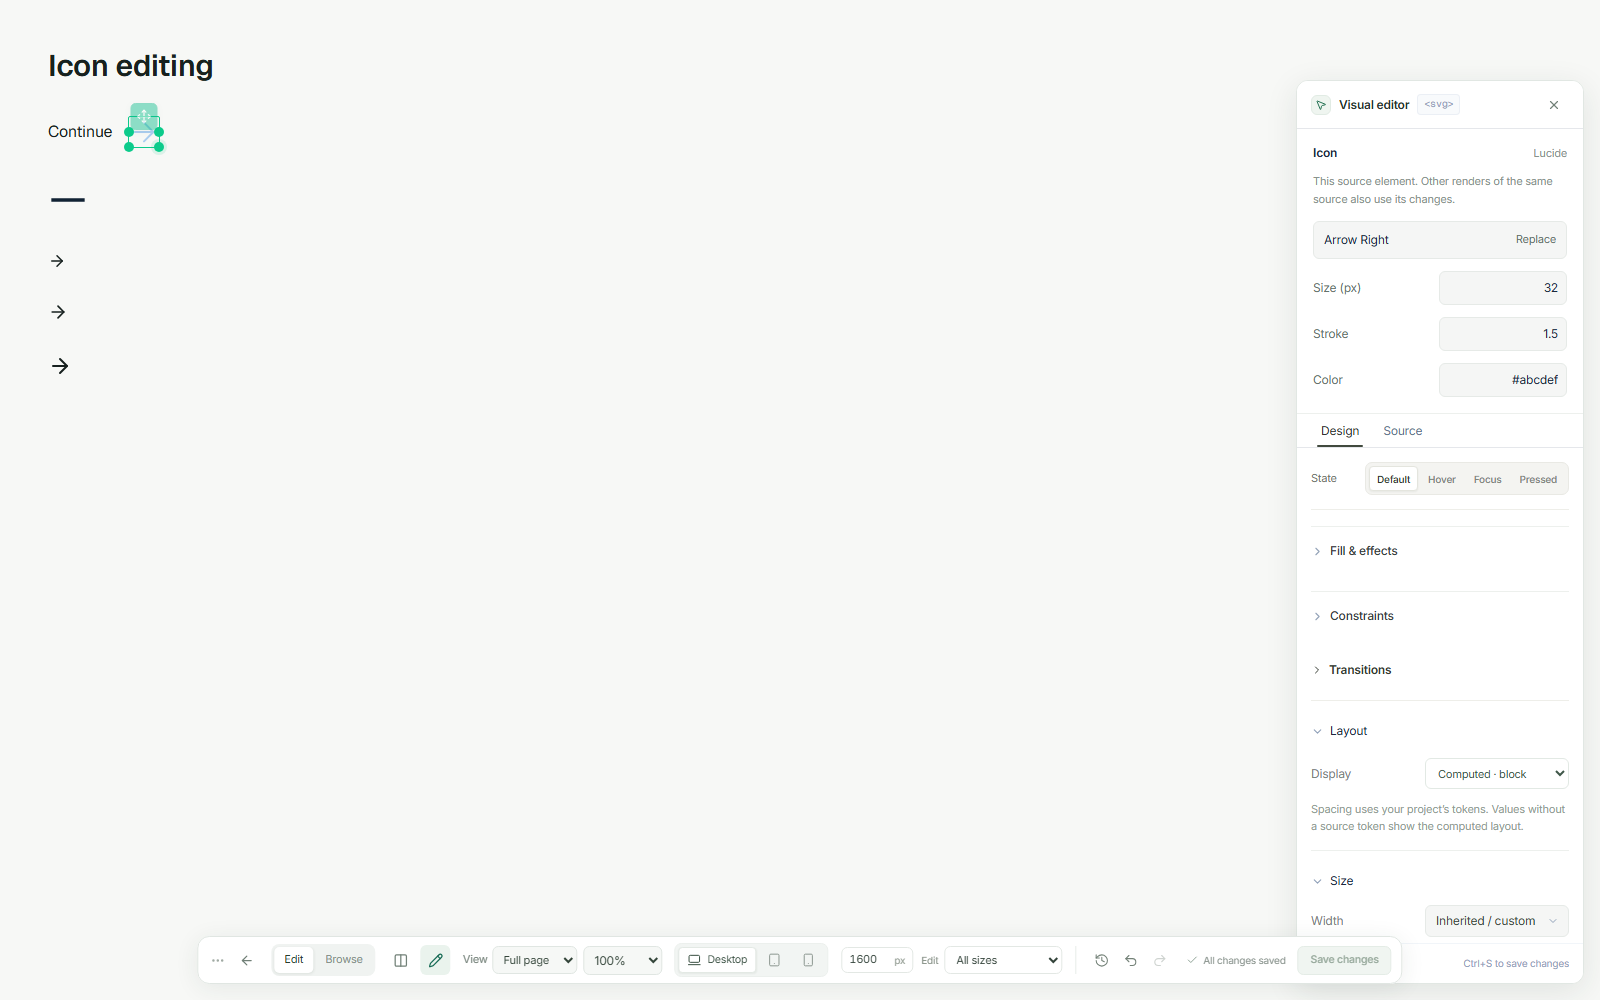 Icon editing
Continue
Visual editor
<svg>
Icon
Lucide
This source element. Other renders of the same
source also use its changes.
Arrow Right
Replace
Size (px)
32
Stroke
1.5
Color
#abcdef
Design
Source
State
Default
Hover
Focus
Pressed
Fill & effects
Constraints
Transitions
Layout
Display
Computed · block
Spacing uses your project's tokens. Values without
a source token show the computed layout.
Size
Width
Inherited / custom
Edit
Browse
View
Full page
100%
Desktop
1600
px
Edit
All sizes
All changes saved
Save changes
Ctrl+S to save changes